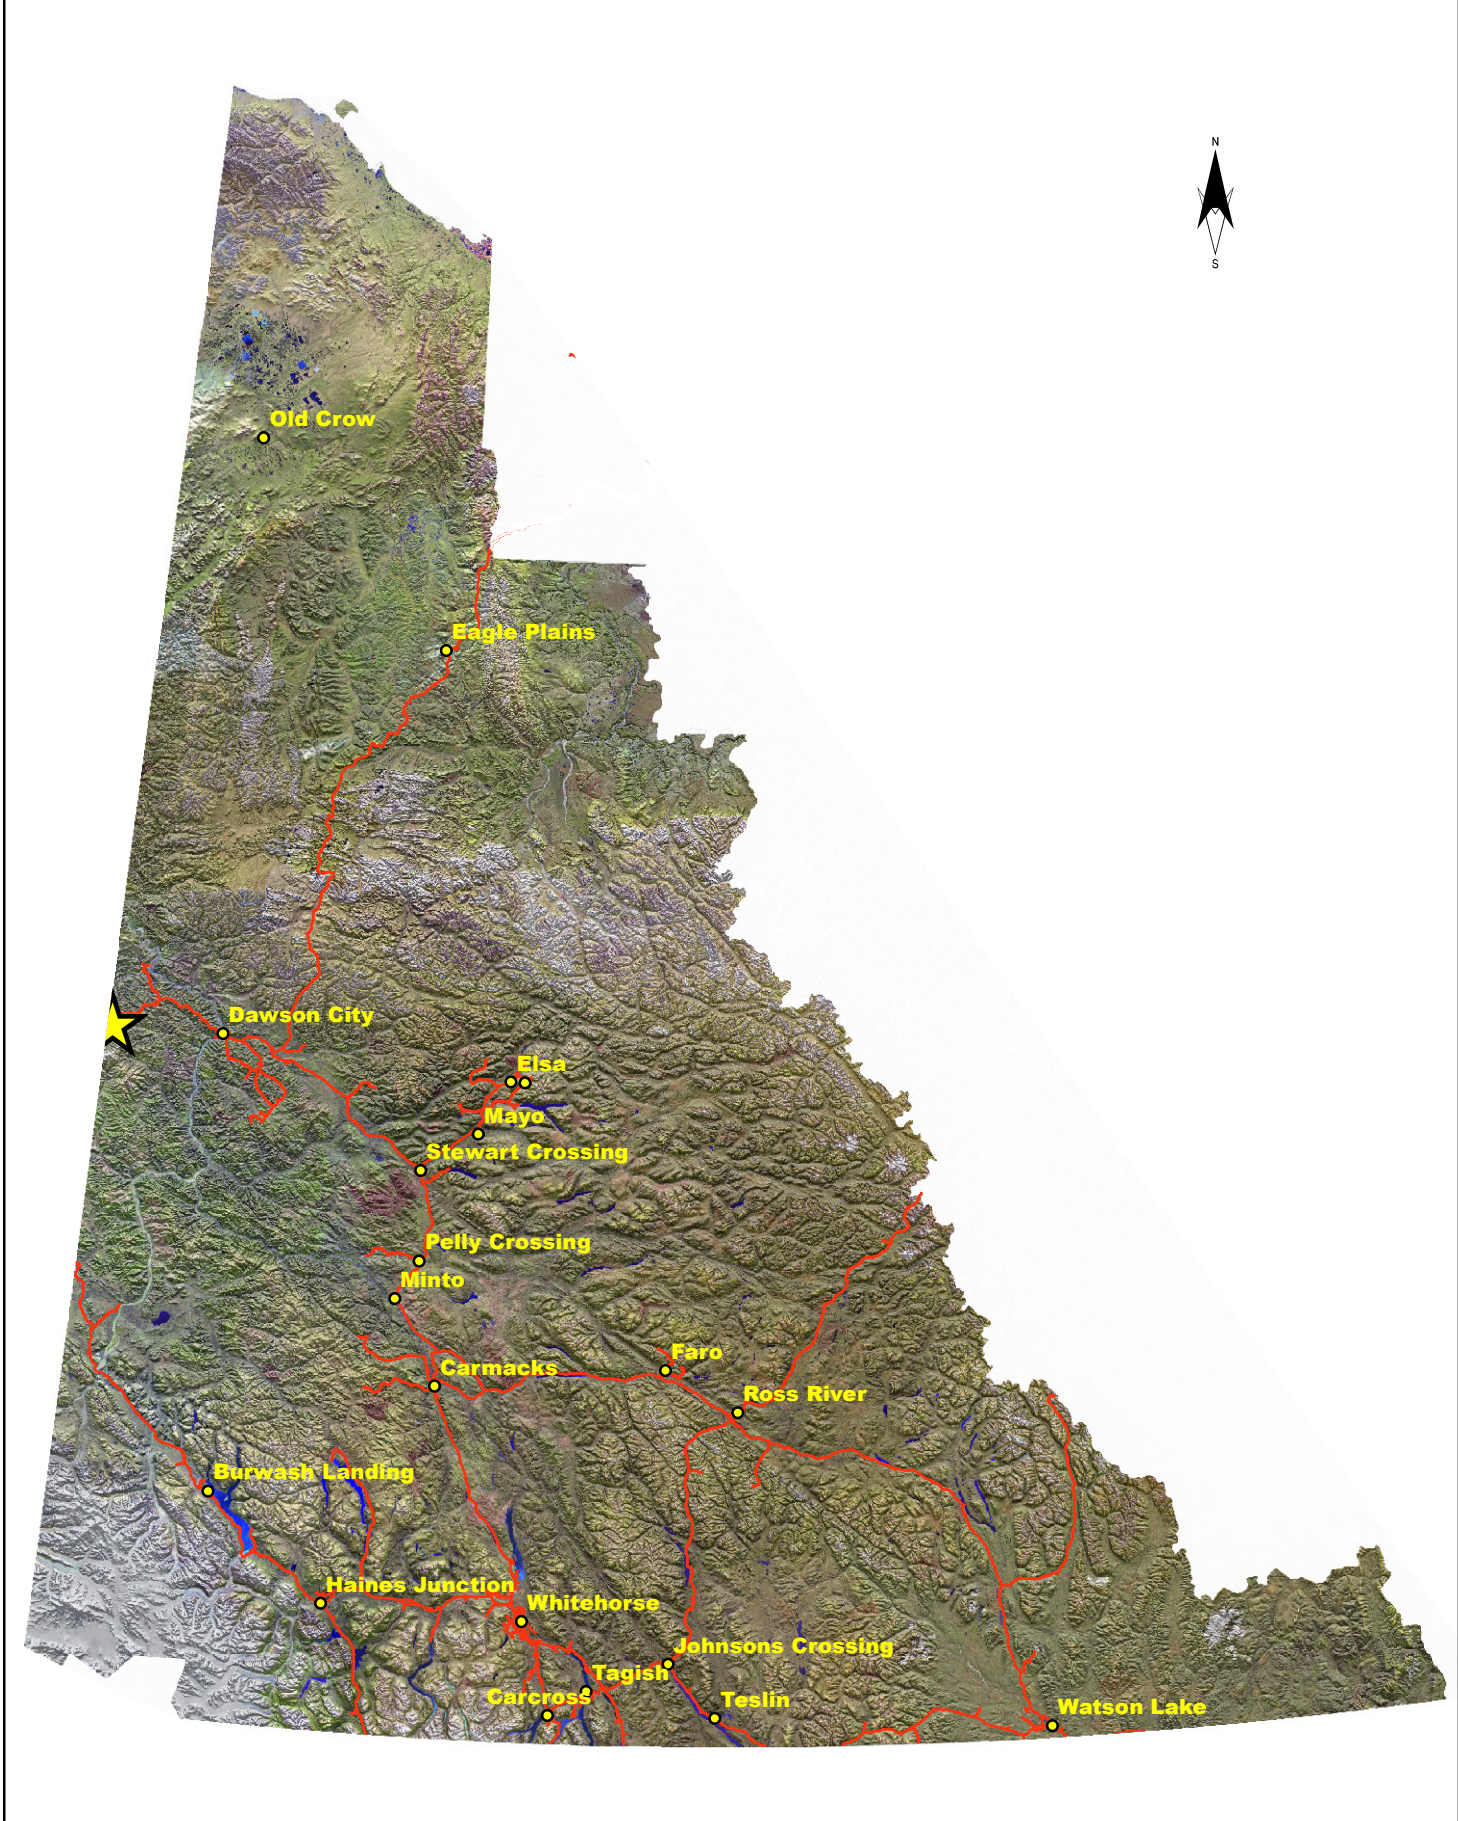 N
S
Old Crow
Eagle Plains
Dawson City
Elsa
Mayo
Stewart Crossing
Pelly Crossing
Minto
Faro
Carmacks
Ross River
Burwash Landing
Haines Junction
Whitehorse
Johnsons Crossing
Tagish
Carcross
Teslin
Watson Lake